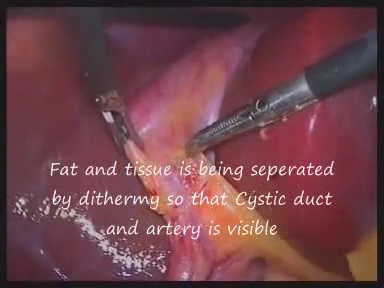 Fat and tissue is being seperated
by dithermy so that Cystic duct
and artery is visible